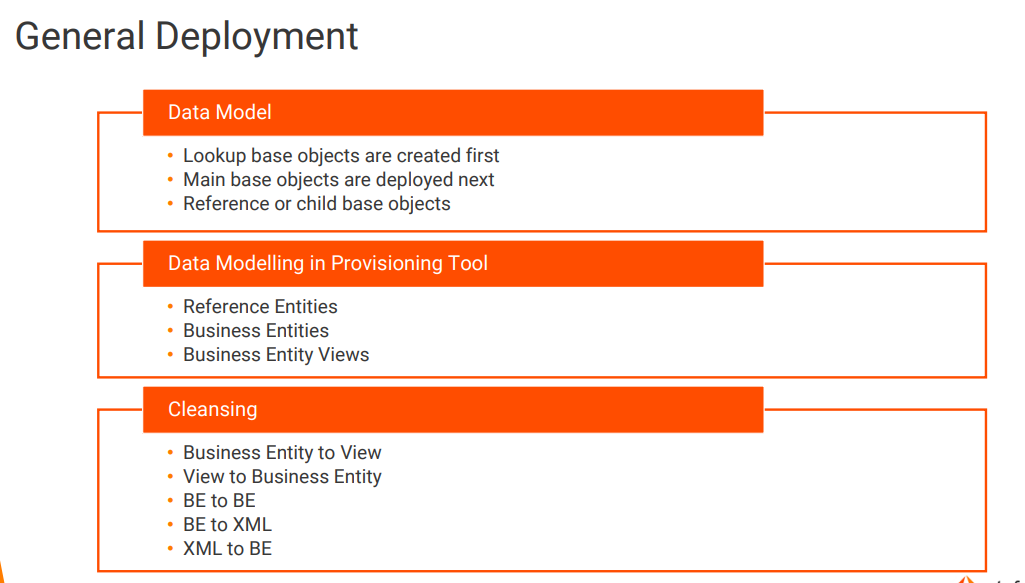 General Deployment
Data Model
• Lookup base objects are created first
• Main base objects are deployed next
• Reference or child base objects
Data Modelling in Provisioning Tool
• Reference Entities
• Business Entities
• Business Entity Views
Cleansing
• Business Entity to View
• View to Business Entity
• BE to BE
• BE to XML
• XML to BE